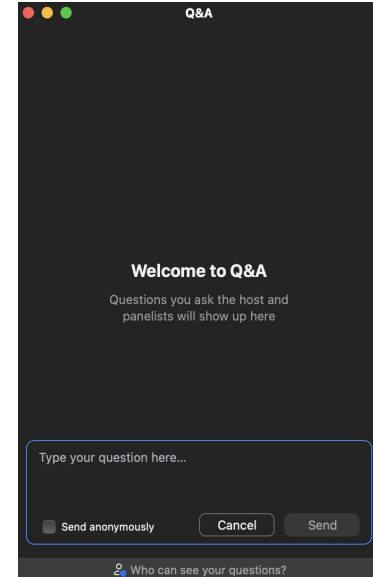 Q&A
Welcome to Q&A
Questions you ask the host and
panelists will show up here
Type your question here...
Send anonymously
Cancel
Send
Who can see your questions?